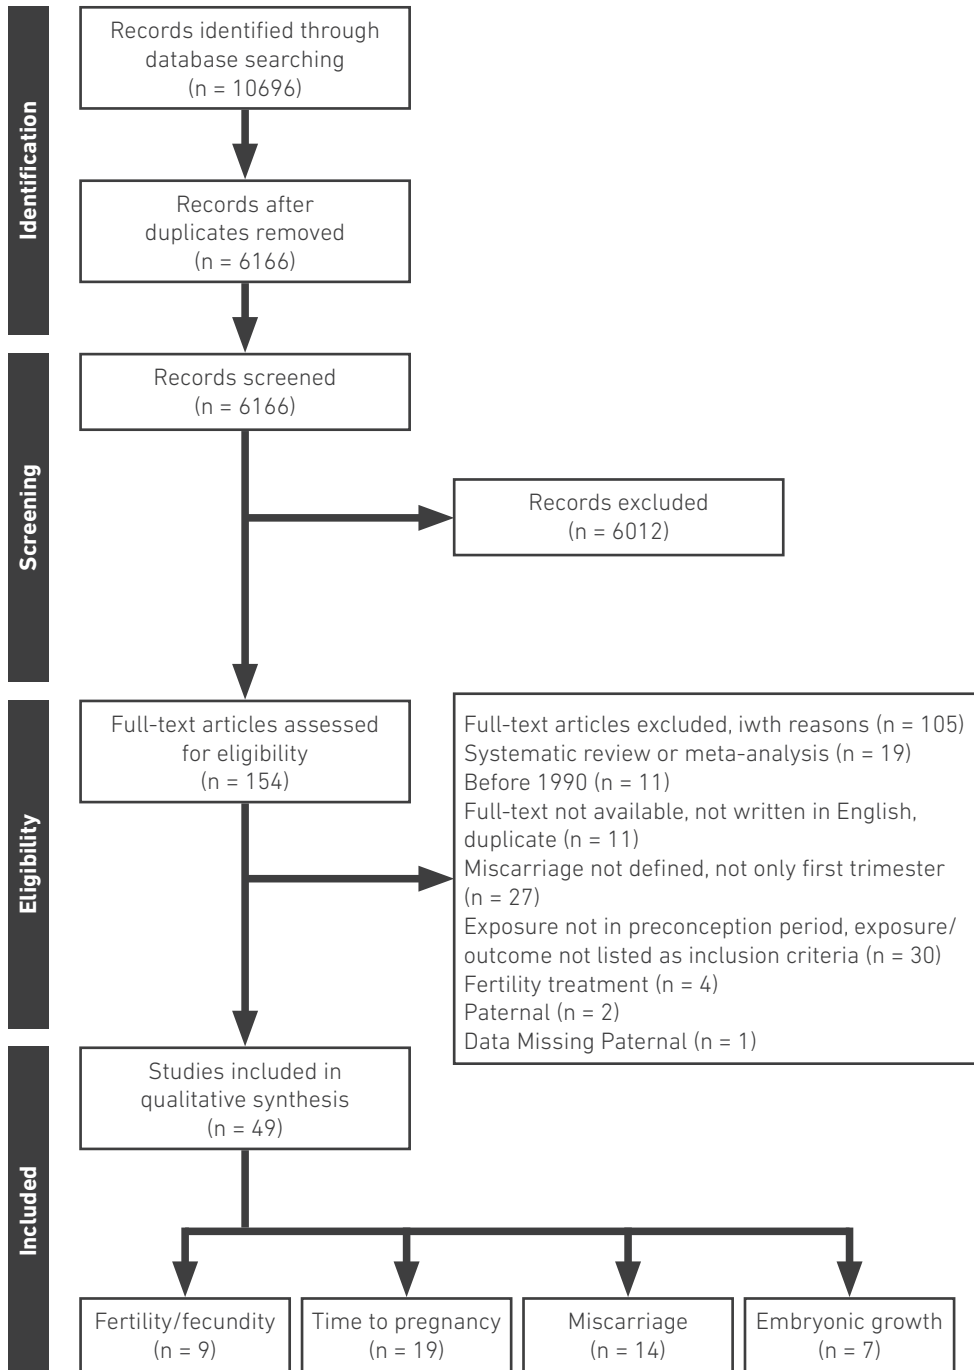 Identification
Records identified through
database searching
(n = 10696)
Records after
duplicates removed
(n = 6166)
Screening
Records screened
(n = 6166)
Records excluded
(n = 6012)
Eligibility
Full-text articles assessed
for eligibility
(n = 154)
Full-text articles excluded, iwth reasons (n = 105)
Systematic review or meta-analysis (n = 19)
Before 1990 (n = 11)
Full-text not available, not written in English,
duplicate (n = 11)
Miscarriage not defined, not only first trimester
(n = 27)
Exposure not in preconception period, exposure/
outcome not listed as inclusion criteria (n = 30)
Fertility treatment (n = 4)
Paternal (n = 2)
Data Missing Paternal (n = 1)
Included
Studies included in
qualitative synthesis
(n = 49)
Fertility/fecundity
(n = 9)
Time to pregnancy
(n = 19)
Miscarriage
(n = 14)
Embryonic growth
(n = 7)